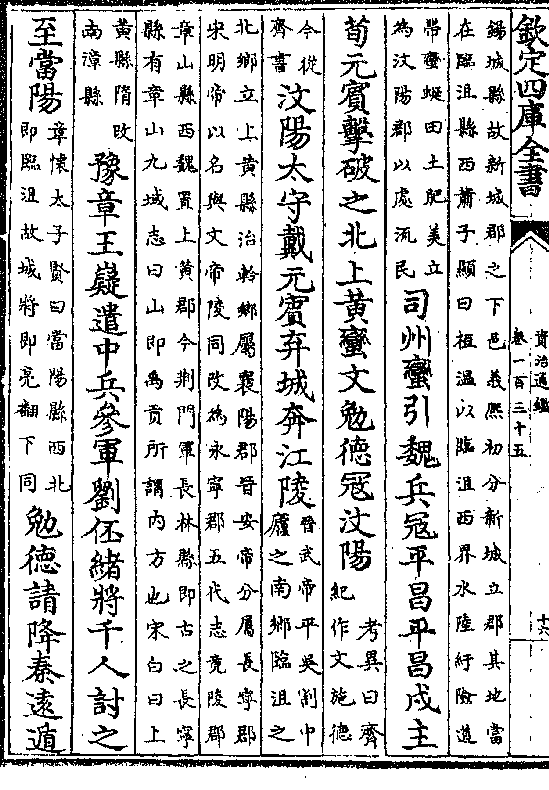 欽定四庫全書
資治通鑑
卷一百三十五
十六
錫城縣故新城郡之下邑義熙初分新城立郡其地當
在臨沮縣西蕭子顯曰桓溫以臨沮西界水陸紆險道
帶蠻蜒田土肥美立
為汶陽郡以處流民
司州蠻引魏兵冦平昌平昌戍主
荀元賓擊破之北上黃蠻文勉德冦汶陽
考異曰齊
紀作文施德
今從
齊書
汶陽太守戴元賓弃城奔江陵
晉武帝平吳割中
廬之南鄉臨沮之
北鄉立上黃縣治軨鄉屬襄陽郡晉安帝分屬長寧郡
宋明帝以名與文帝陵同改為永寧郡五代志竟陵郡
章山縣西魏置上黃郡今荆門軍長林縣即古之長寧
縣有章山九域志曰山即禹貢所謂內方也宋白曰上
黃縣隋改
南漳縣
豫章王嶷遣中兵參軍劉伾緒將千人討之
至當陽
章懷太子賢曰當陽縣西北
即臨沮故城將即亮翻下同
勉德請降秦遠遁